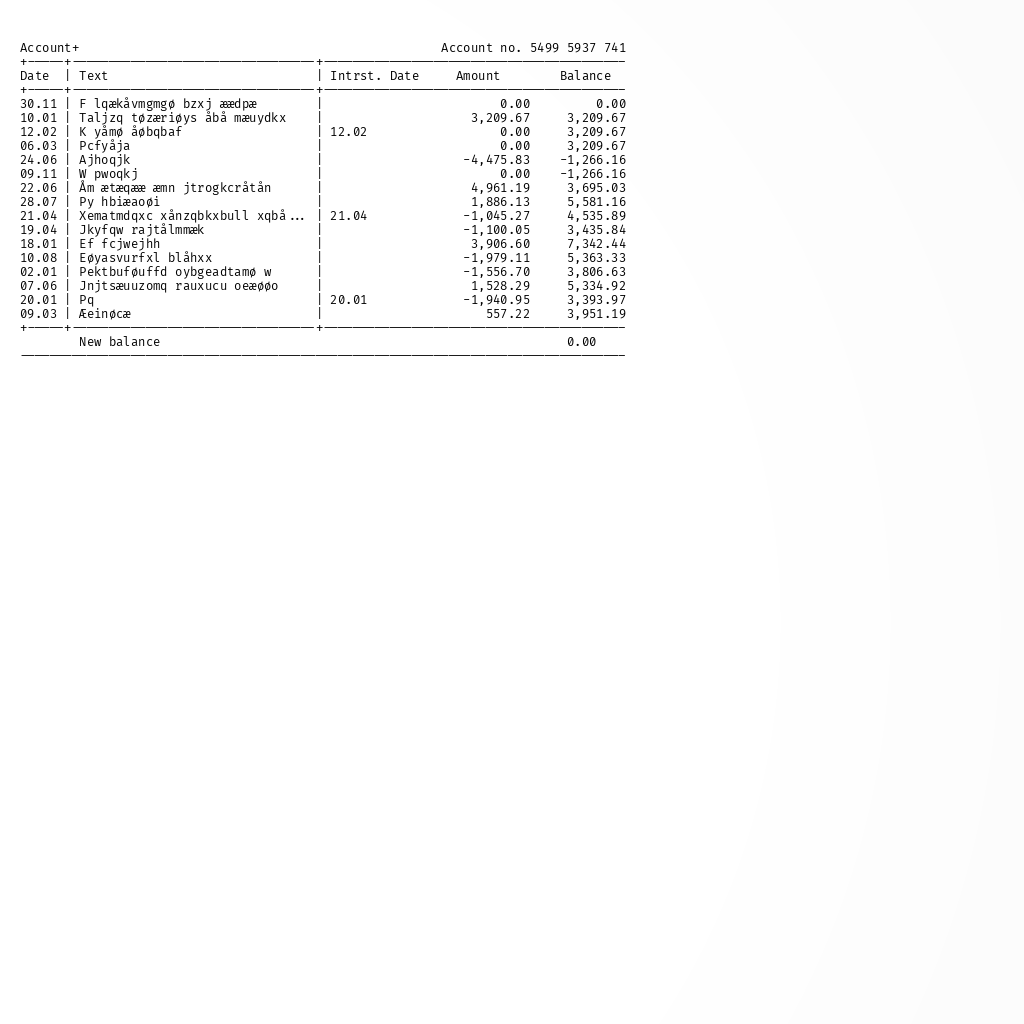 Account+ Account no. 5499 5937 741
Date | Text | Intrst. Date Amount Balance
30.11 | F lqækåvmgmgø bzxj æædpæ | 0.00 0.00
10.01 | Taljzq tøzæriøys åbå mæuydkx | 3,209.67 3,209.67
12.02 | K yåmø åøbqbaf | 12.02 0.00 3,209.67
06.03 | Pcfyåja | 0.00 3,209.67
24.06 | Ajhoqjk | -4,475.83 -1,266.16
09.11 | W pwoqkj | 0.00 -1,266.16
22.06 | Åm ætæqææ æmn jtrogkcråtån | 4,961.19 3,695.03
28.07 | Py hbiæaoøi | 1,886.13 5,581.16
21.04 | Xematmdqxc xånzqbkxbull xqbå... | 21.04 -1,045.27 4,535.89
19.04 | Jkyfqw rajtålmmæk | -1,100.05 3,435.84
18.01 | Ef fcjwejhh | 3,906.60 7,342.44
10.08 | Eøyasvurfxl blåhxx | -1,979.11 5,363.33
02.01 | Pektbuføuffd oybgeadtamø w | -1,556.70 3,806.63
07.06 | Jnjtsæuuzomq rauxucu oeæøøo | 1,528.29 5,334.92
20.01 | Pq | 20.01 -1,940.95 3,393.97
09.03 | Æeinøcæ | 557.22 3,951.19
New balance 0.00